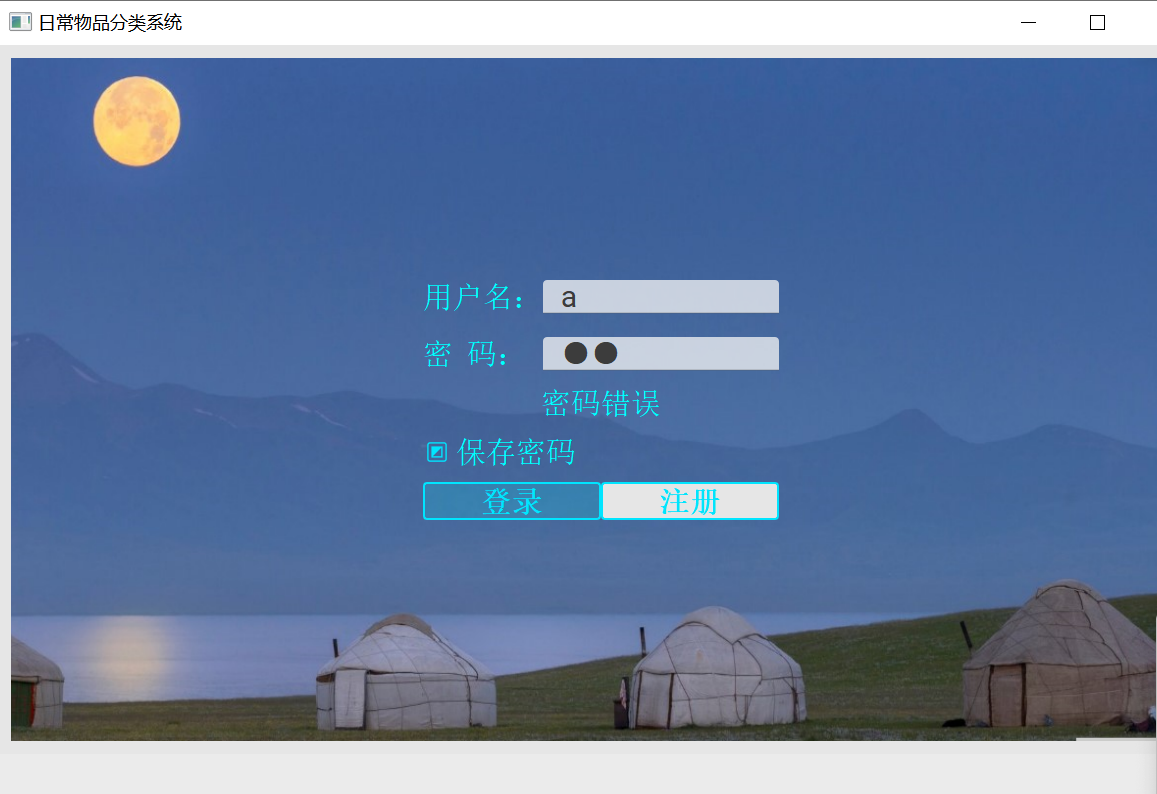 日常物品分类系统
用户名： a
密 码： ●●
密码错误
保存密码
登录 注册